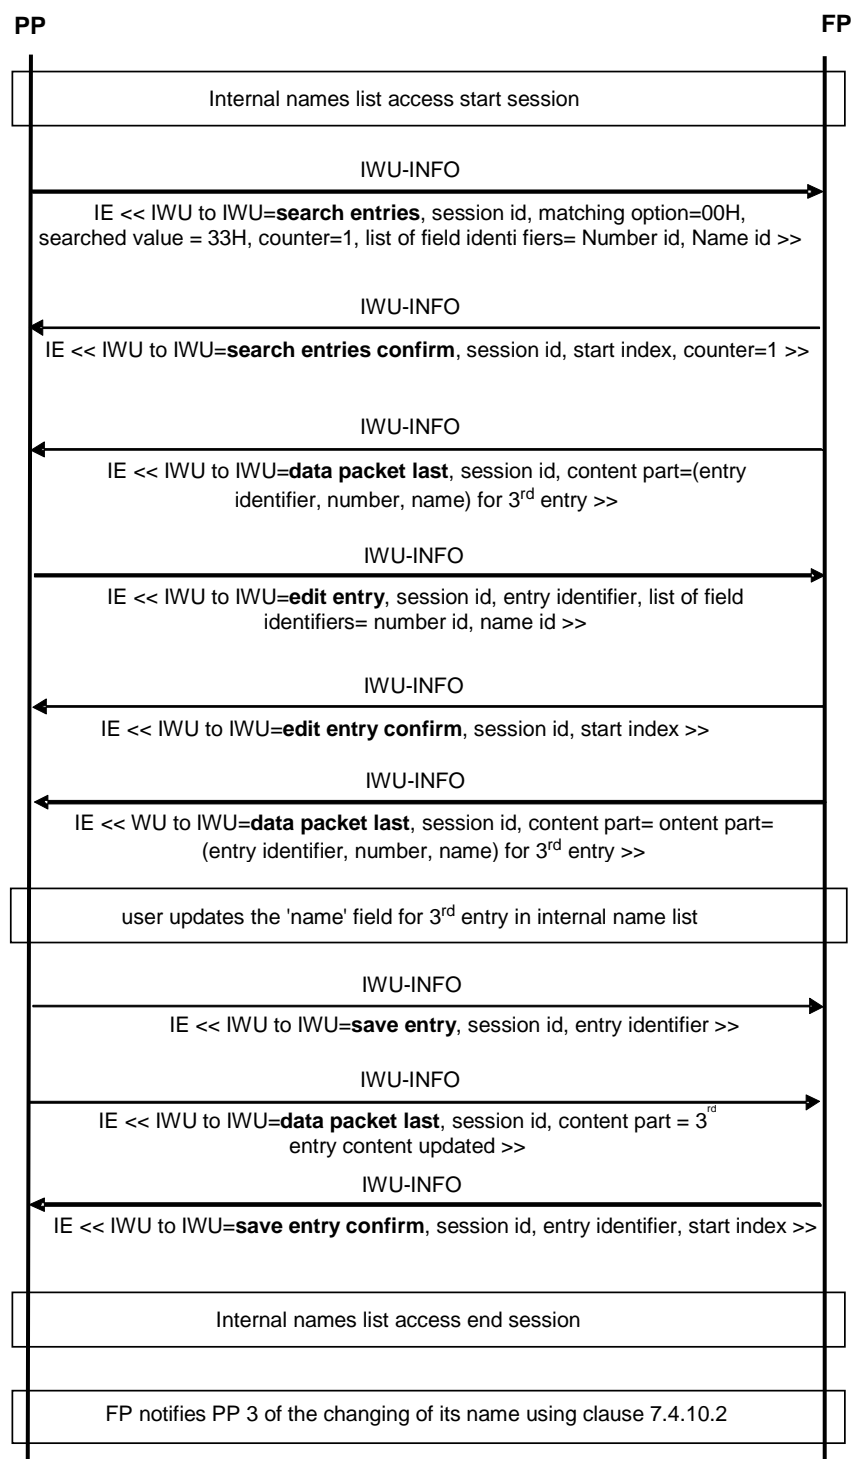 PP FP
Internal names list access start session
IWU-INFO
IE << IWU to IWU=search entries, session id, matching option=00H,
searched value = 33H, counter=1, list of field identi fiers= Number id, Name id >>
IWU-INFO
IE << IWU to IWU=search entries confirm, session id, start index, counter=1 >>
IWU-INFO
IE << IWU to IWU=data packet last, session id, content part=(entry
identifier, number, name) for 3rd entry >>
IWU-INFO
IE << IWU to IWU=edit entry, session id, entry identifier, list of field
identifiers= number id, name id >>
IWU-INFO
IE << IWU to IWU=edit entry confirm, session id, start index >>
IWU-INFO
IE << WU to IWU=data packet last, session id, content part= ontent part=
(entry identifier, number, name) for 3rd entry >>
user updates the 'name' field for 3rd entry in internal name list
IWU-INFO
IE << IWU to IWU=save entry, session id, entry identifier >>
IWU-INFO
IE << IWU to IWU=data packet last, session id, content part = 3rd
entry content updated >>
IWU-INFO
IE << IWU to IWU=save entry confirm, session id, entry identifier, start index >>
Internal names list access end session
FP notifies PP 3 of the changing of its name using clause 7.4.10.2